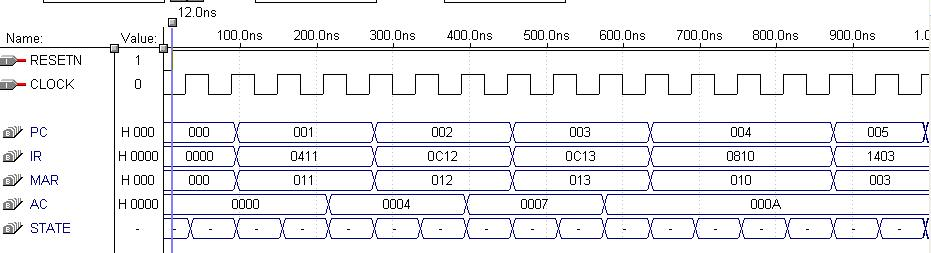 12.0ns
Name: Value: 100.0ns 200.0ns 300.0ns 400.0ns 500.0ns 600.0ns 700.0ns 800.0ns 900.0ns 1.0
RESETN 1
CLOCK 0
PC H 000 000 001 002 003 004 005
IR H 0000 0000 0411 0C12 0C13 0810 1403
MAR H 000 000 011 012 013 010 003
AC H 0000 0000 0004 0007 000A
STATE - - - - - - - - - - - -